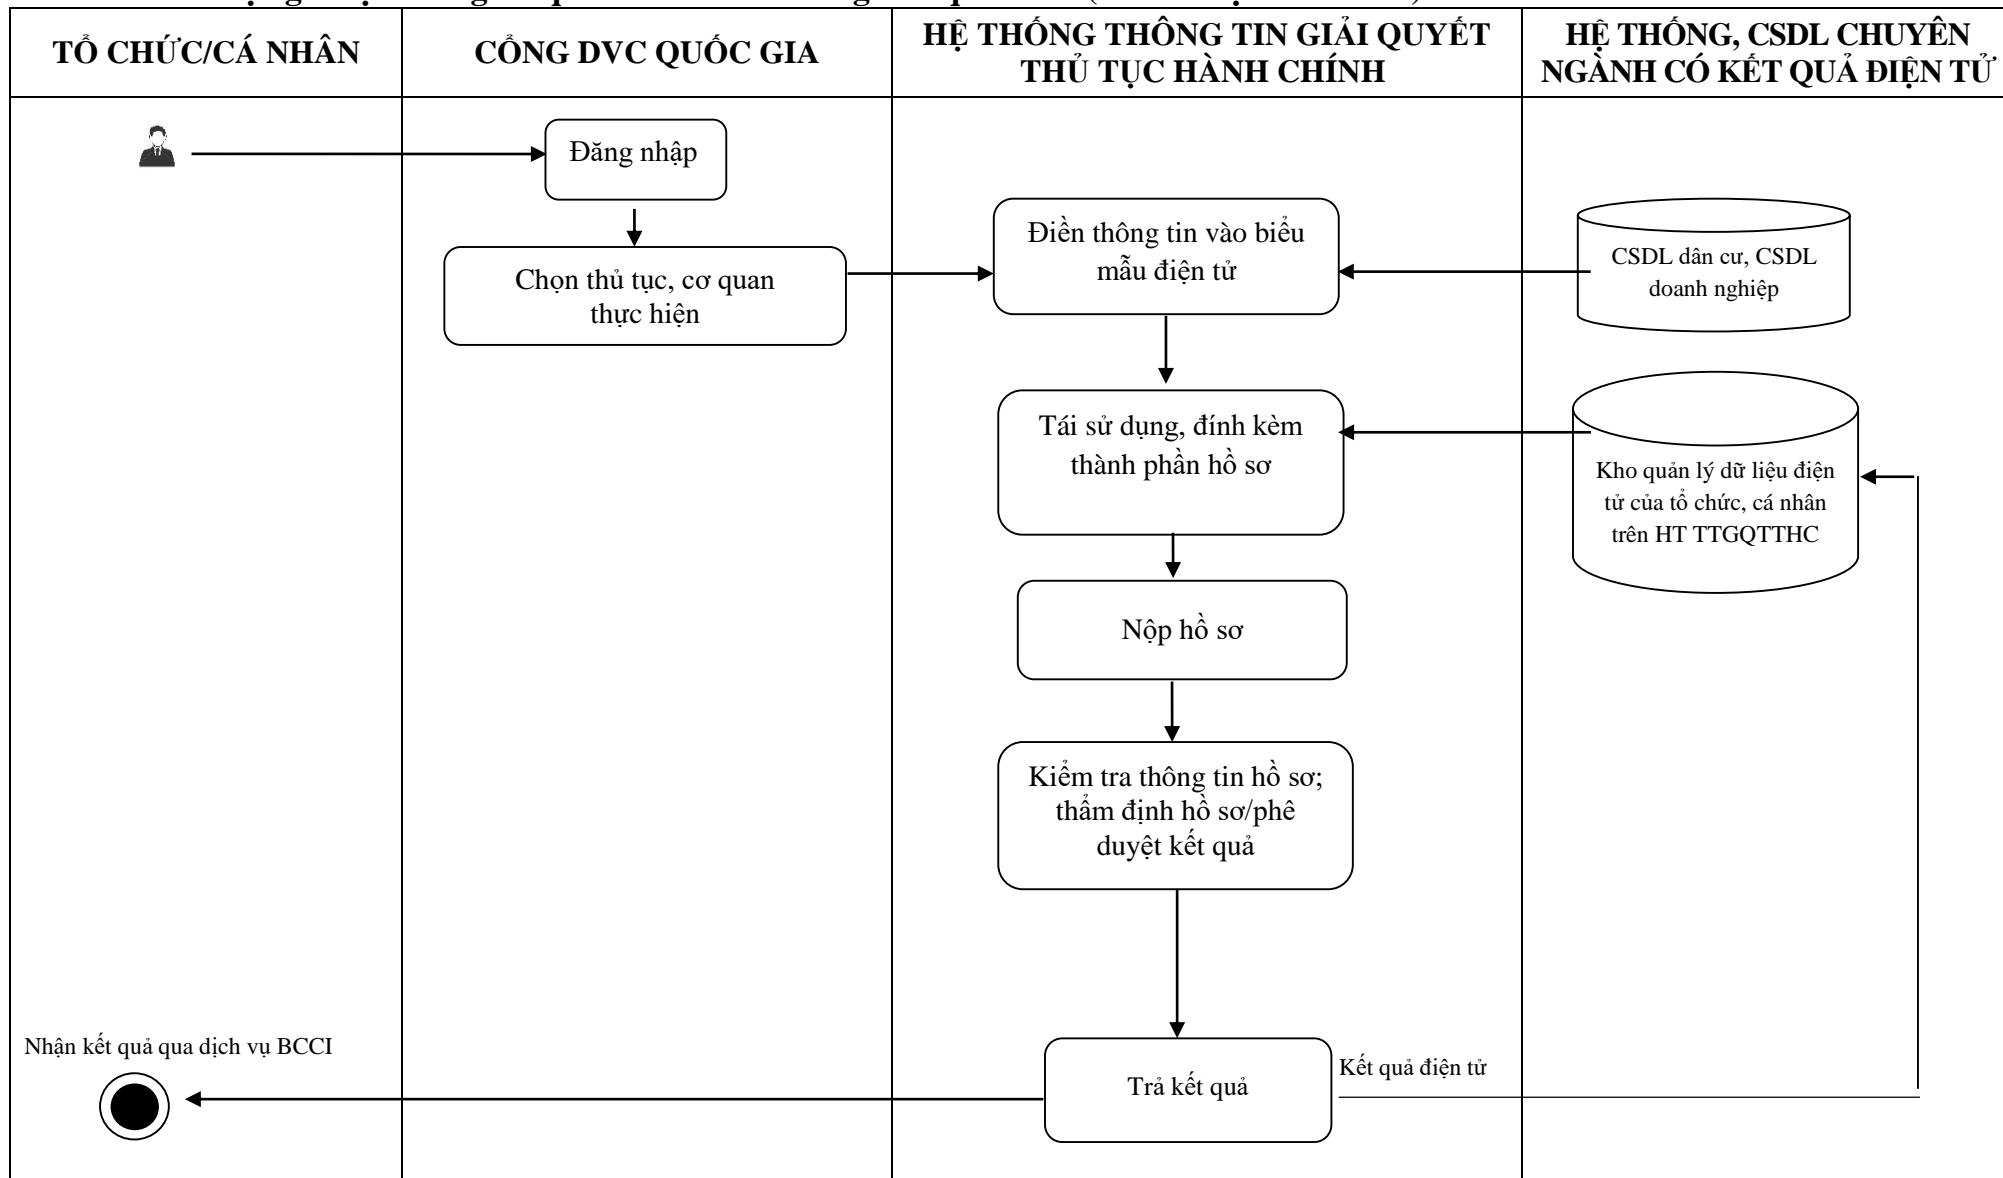 TỔ CHỨC/CÁ NHÂN
CỔNG DVC QUỐC GIA
HỆ THỐNG THÔNG TIN GIẢI QUYẾT
THỦ TỤC HÀNH CHÍNH
HỆ THỐNG, CSDL CHUYÊN
NGÀNH CÓ KẾT QUẢ ĐIỆN TỬ
Đăng nhập
Chọn thủ tục, cơ quan
thực hiện
Điền thông tin vào biểu
mẫu điện tử
CSDL dân cư, CSDL
doanh nghiệp
Tái sử dụng, đính kèm
thành phần hồ sơ
Kho quản lý dữ liệu điện
tử của tổ chức, cá nhân
trên HT TTGQTTHC
Nộp hồ sơ
Kiểm tra thông tin hồ sơ;
thẩm định hồ sơ/phê
duyệt kết quả
Nhận kết quả qua dịch vụ BCCI
Trả kết quả
Kết quả điện tử